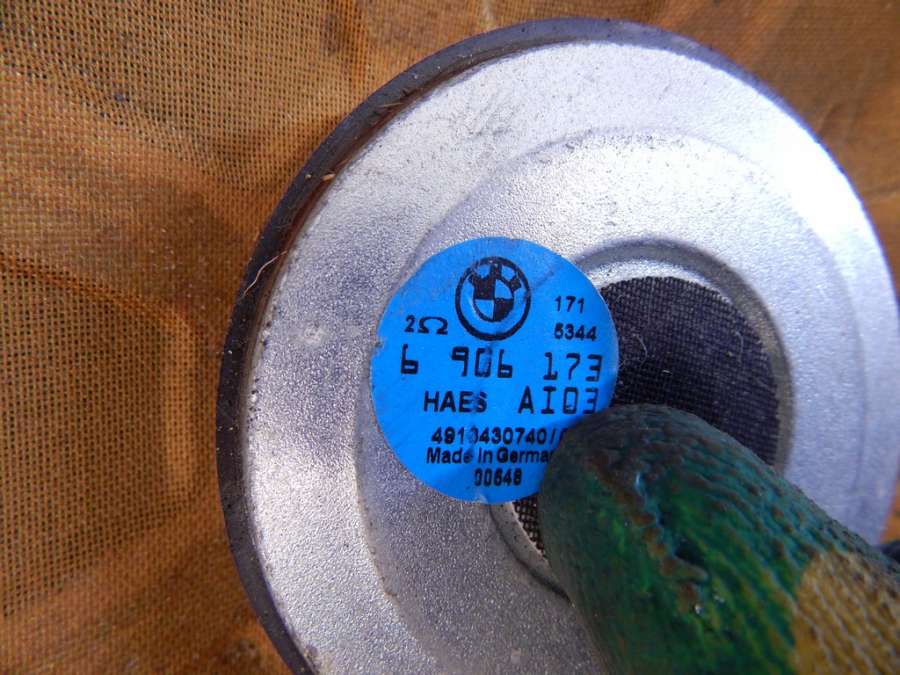 171
2Ω 5344
6 906 173
HAES AI03
4910430740/
Made in German
00648